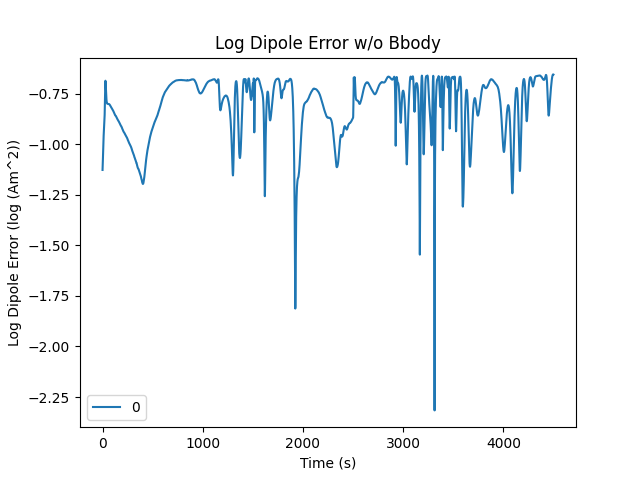 Log Dipole Error w/o Bbody
Log Dipole Error (log (Am^2))
−0.75
−1.00
−1.25
−1.50
−1.75
−2.00
−2.25
0
0 1000 2000 3000 4000
Time (s)